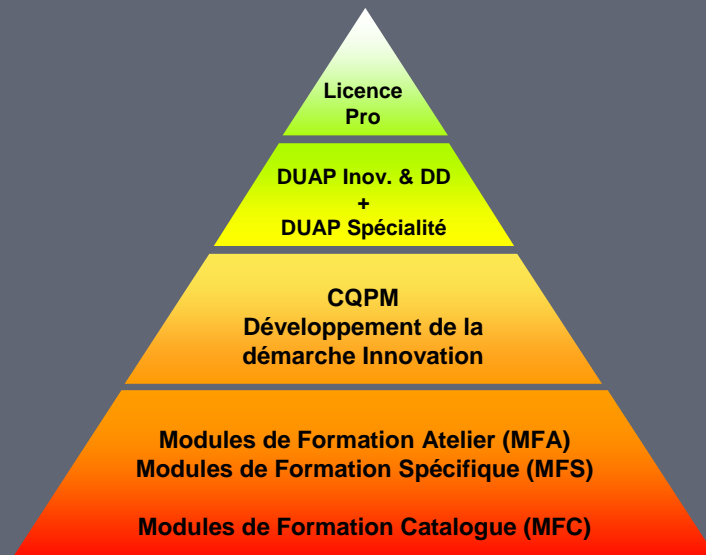 Licence
Pro
DUAP Inov. & DD
+
DUAP Spécialité
CQPM
Développement de la
démarche Innovation
Modules de Formation Atelier (MFA)
Modules de Formation Spécifique (MFS)
Modules de Formation Catalogue (MFC)